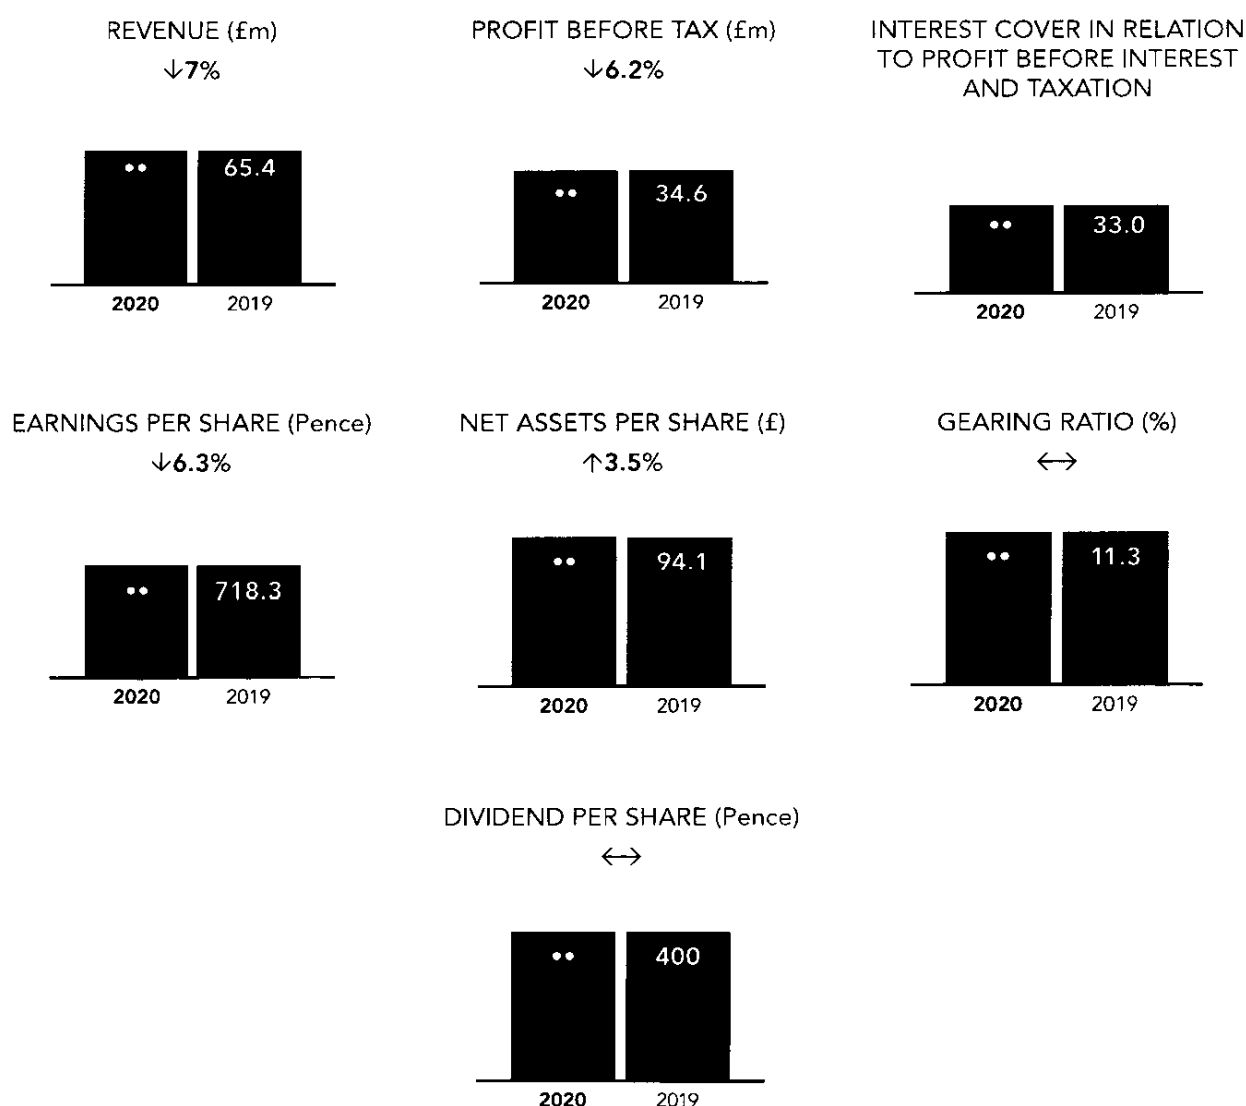 REVENUE (£m)
↓7%
•• 65.4
2020 2019
PROFIT BEFORE TAX (£m)
↓6.2%
•• 34.6
2020 2019
INTEREST COVER IN RELATION
TO PROFIT BEFORE INTEREST
AND TAXATION
•• 33.0
2020 2019
EARNINGS PER SHARE (Pence)
↓6.3%
•• 718.3
2020 2019
NET ASSETS PER SHARE (£)
↑3.5%
•• 94.1
2020 2019
GEARING RATIO (%)
↔
•• 11.3
2020 2019
DIVIDEND PER SHARE (Pence)
↔
•• 400
2020 2019